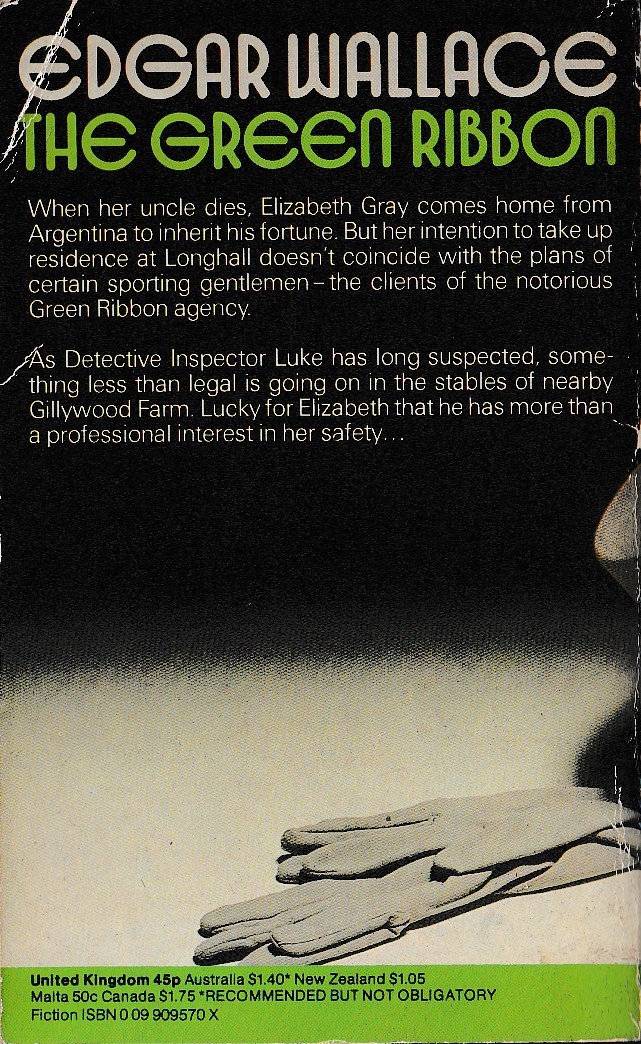 EDGAR WALLACE
THE GREEN RIBBON
When her uncle dies, Elizabeth Gray comes home from
Argentina to inherit his fortune. But her intention to take up
residence at Longhall doesn't coincide with the plans of
certain sporting gentlemen – the clients of the notorious
Green Ribbon agency.
As Detective Inspector Luke has long suspected, some-
thing less than legal is going on in the stables of nearby
Gillywood Farm. Lucky for Elizabeth that he has more than
a professional interest in her safety...
United Kingdom 45p Australia $1.40* New Zealand $1.05
Malta 50c Canada $1.75 *RECOMMENDED BUT NOT OBLIGATORY
Fiction ISBN 0 09 909570 X